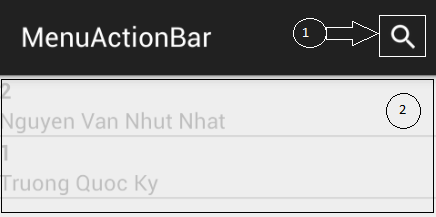 MenuActionBar
1
2
2
Nguyen Van Nhut Nhat
1
Truong Quoc Ky